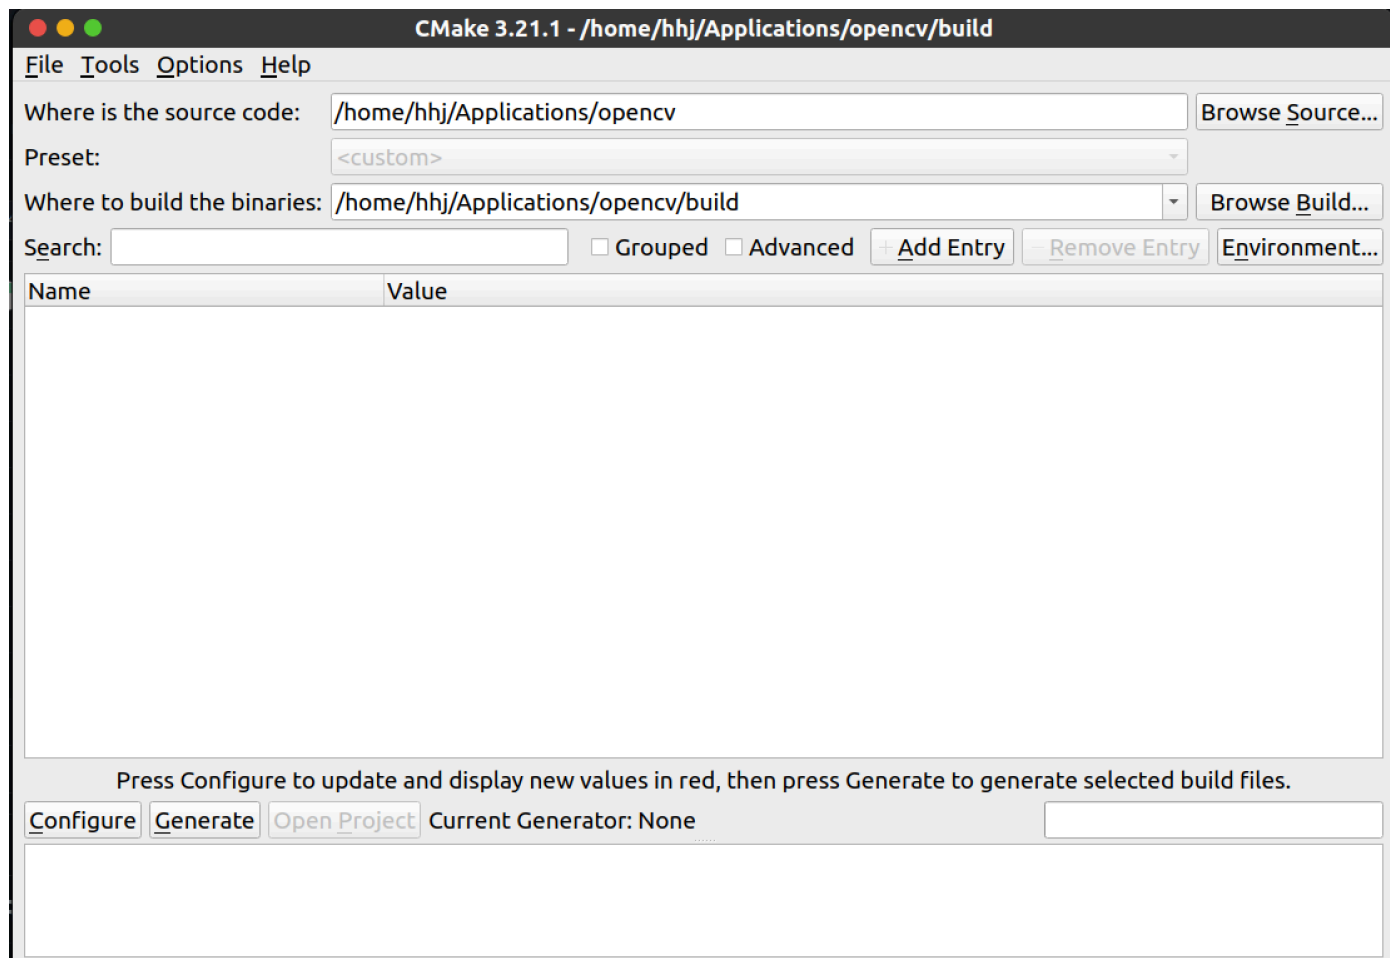 CMake 3.21.1 - /home/hhj/Applications/opencv/build
File Tools Options Help
Where is the source code: /home/hhj/Applications/opencv Browse Source...
Preset: <custom>
Where to build the binaries: /home/hhj/Applications/opencv/build Browse Build...
Search: Grouped Advanced + Add Entry - Remove Entry Environment...
Name Value
Press Configure to update and display new values in red, then press Generate to generate selected build files.
Configure Generate Open Project Current Generator: None